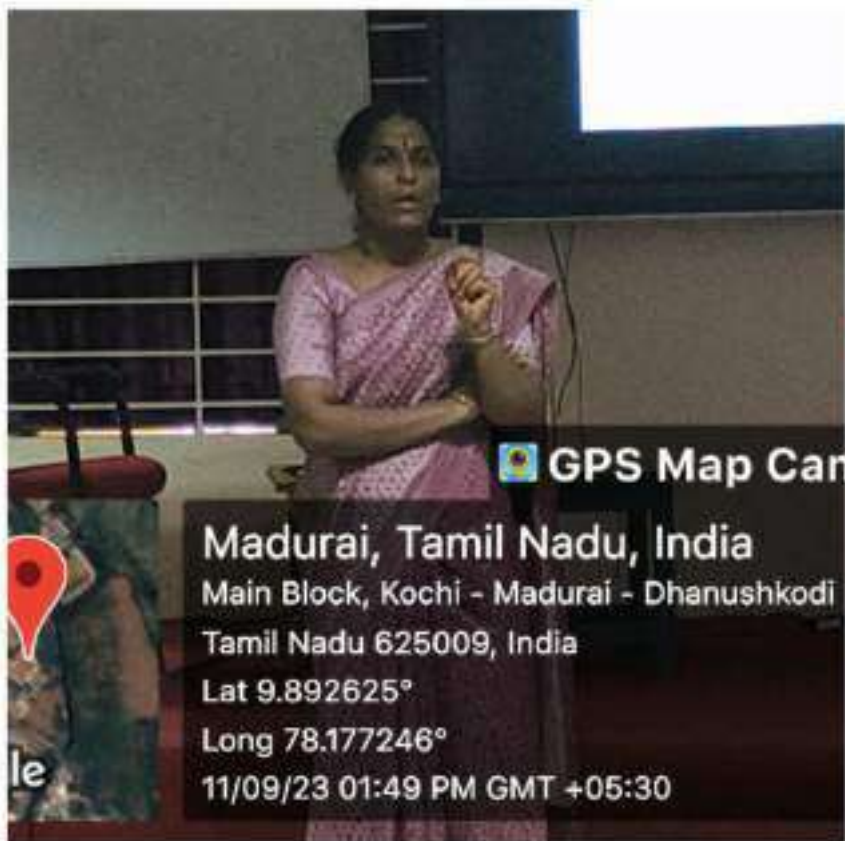 GPS Map Cam
Madurai, Tamil Nadu, India
Main Block, Kochi - Madurai - Dhanushkodi
Tamil Nadu 625009, India
Lat 9.892625°
Long 78.177246°
11/09/23 01:49 PM GMT +05:30
le